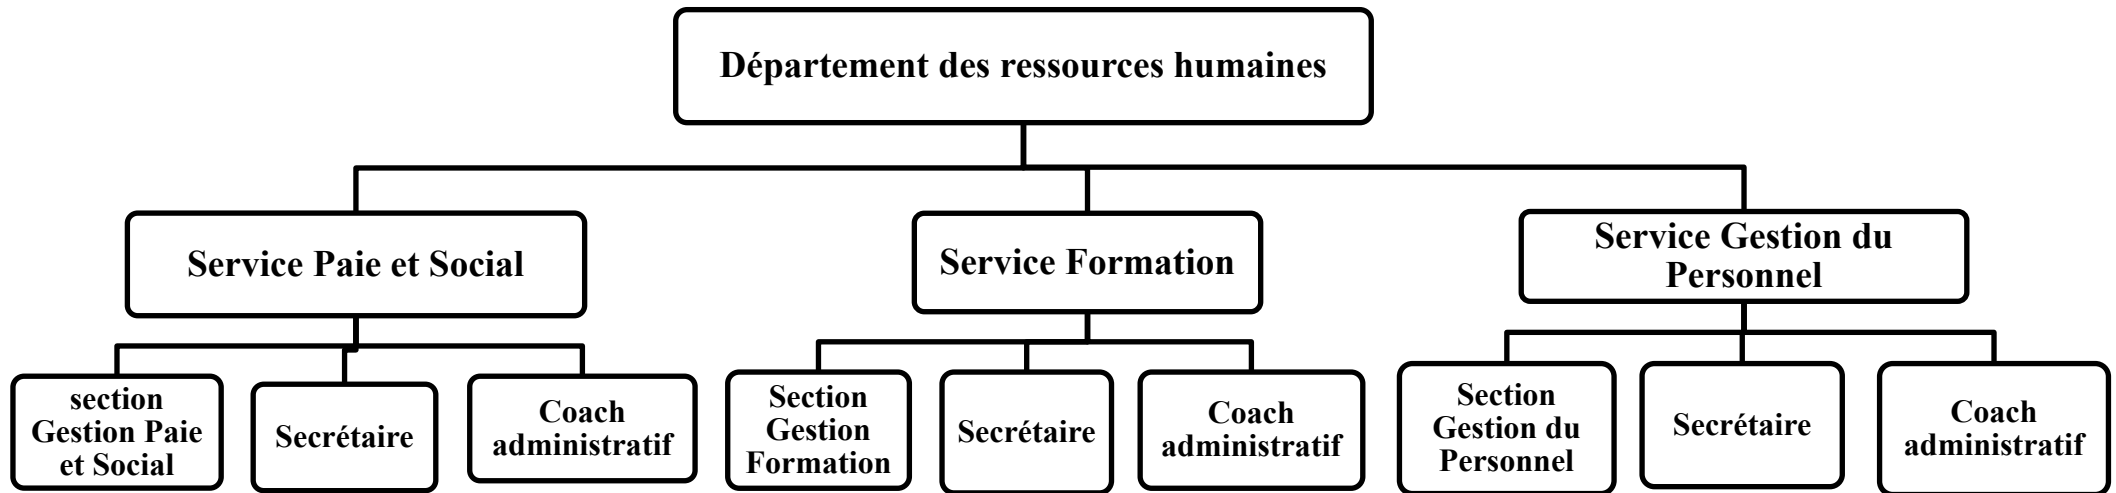 Département des ressources humaines
Service Paie et Social
Service Formation
Service Gestion du
Personnel
section
Gestion Paie
et Social
Secrétaire
Coach
administratif
Section
Gestion
Formation
Secrétaire
Coach
administratif
Section
Gestion du
Personnel
Secrétaire
Coach
administratif